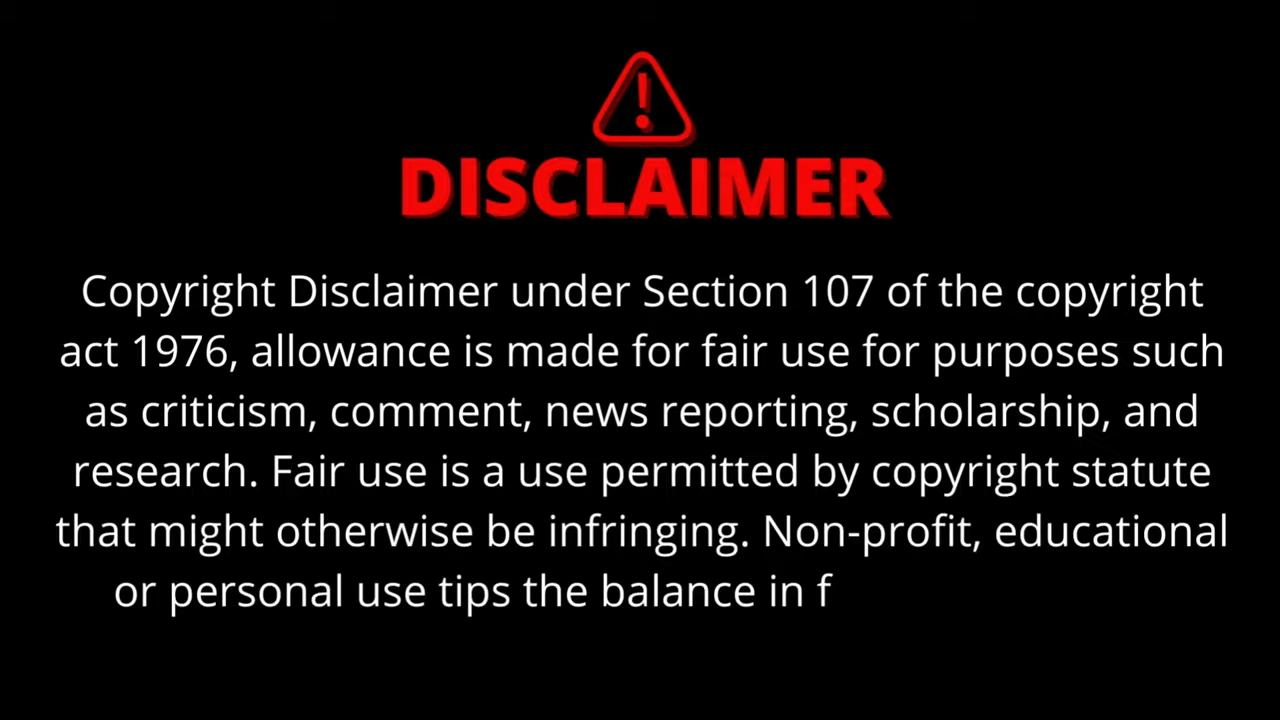 DISCLAIMER
Copyright Disclaimer under Section 107 of the copyright
act 1976, allowance is made for fair use for purposes such
as criticism, comment, news reporting, scholarship, and
research. Fair use is a use permitted by copyright statute
that might otherwise be infringing. Non-profit, educational
or personal use tips the balance in f